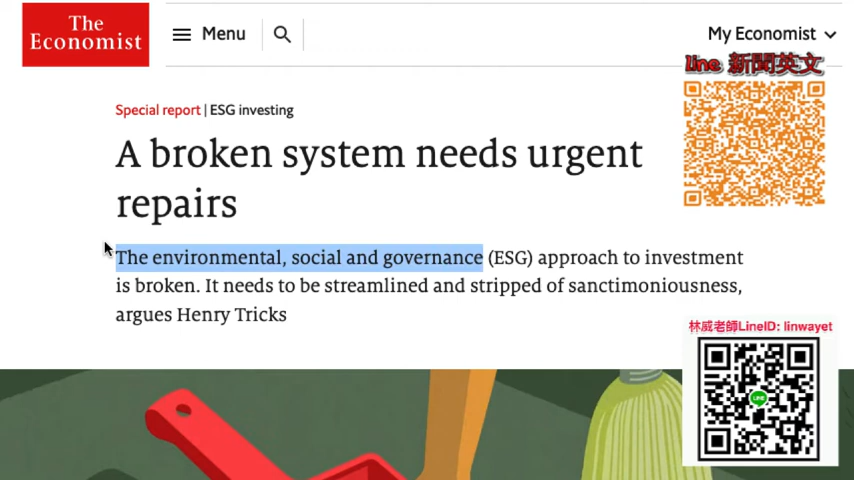 The
Economist
Menu
My Economist
line 新聞英文
Special report | ESG investing
A broken system needs urgent
repairs
The environmental, social and governance (ESG) approach to investment
is broken. It needs to be streamlined and stripped of sanctimoniousness,
argues Henry Tricks
林威老師LineID: linwayet
LINE